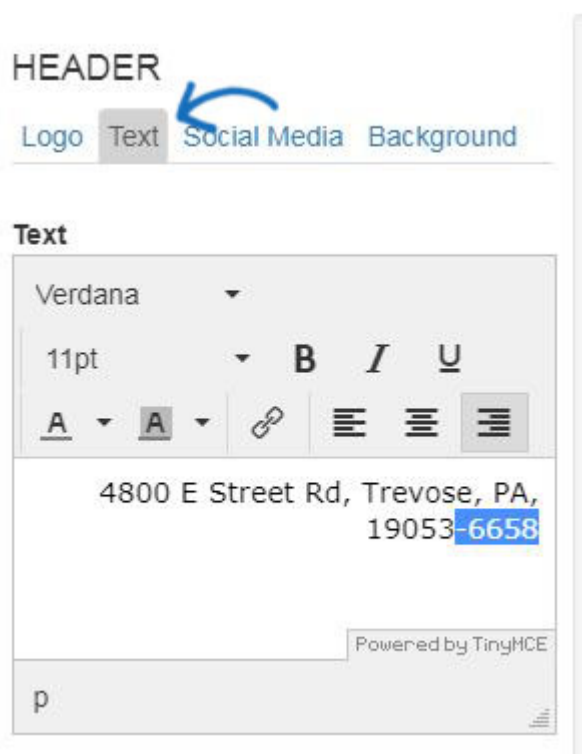 HEADER
Logo Text Social Media Background
Text
Verdana
11pt B I U
A A
4800 E Street Rd, Trevose, PA,
19053-6658
Powered by TinyMCE
p